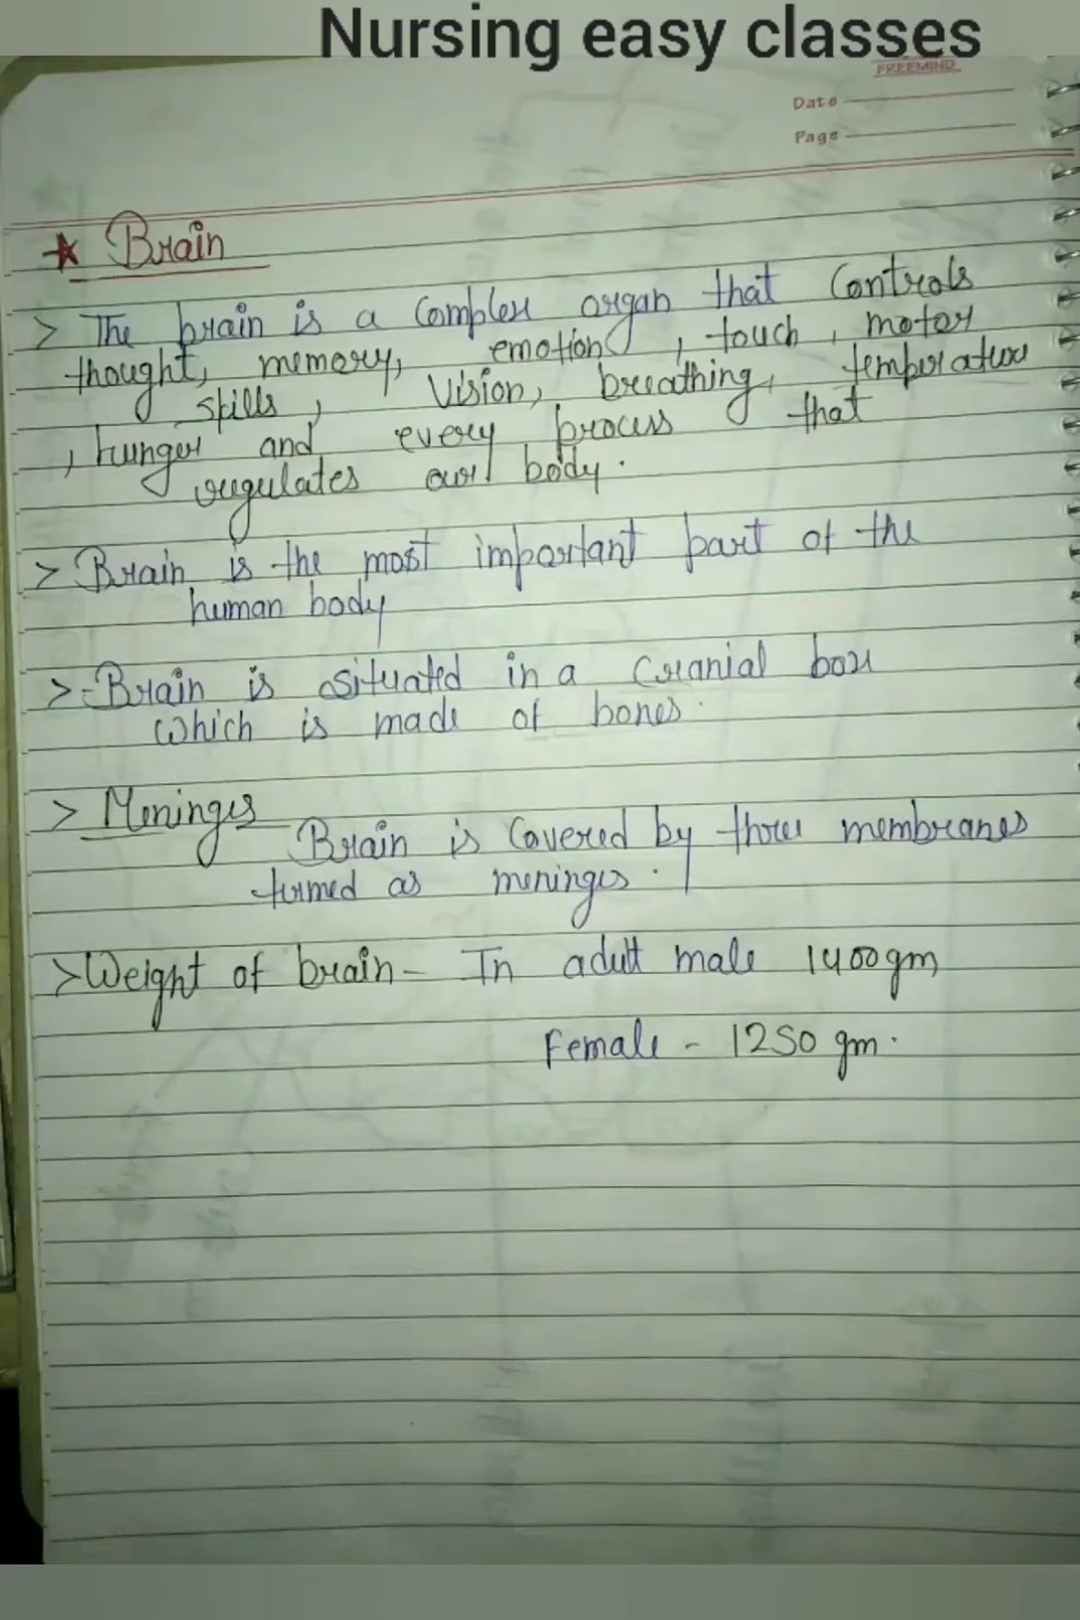 Nursing easy classes
FREEMIND
Date
Page
★ Brain
> The brain is a Complex organ that Controls
thought, memory, emotion, touch, motor
skills, Vision, breathing, temperature
, hunger and every process that
regulates our body.
> Brain is the most important part of the
human body
>-Brain is situated in a Cranial box
which is made of bones.
> Meninges
Brain is Covered by three membranes
turmed as meninges.
>Weight of brain- In adult male 1400gm
Female - 1250 gm.